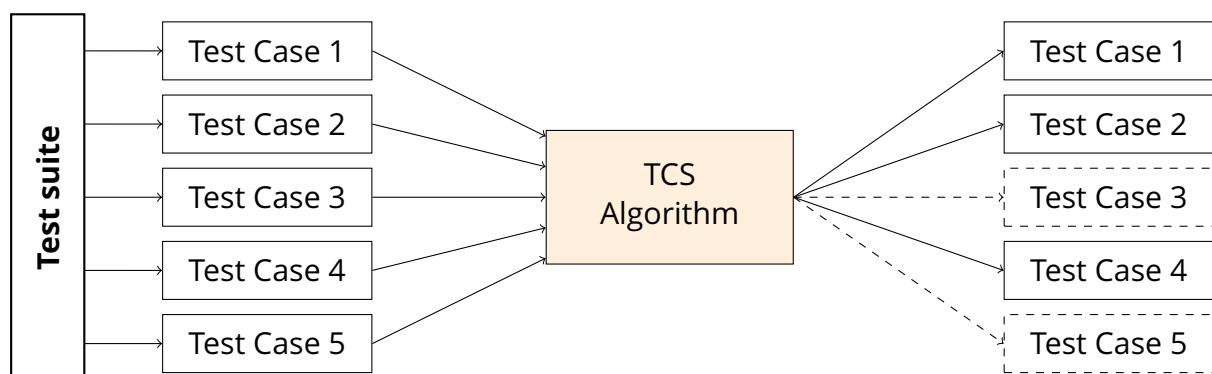 Test suite
Test Case 1
Test Case 2
Test Case 3
Test Case 4
Test Case 5
TCS
Algorithm
Test Case 1
Test Case 2
Test Case 3
Test Case 4
Test Case 5